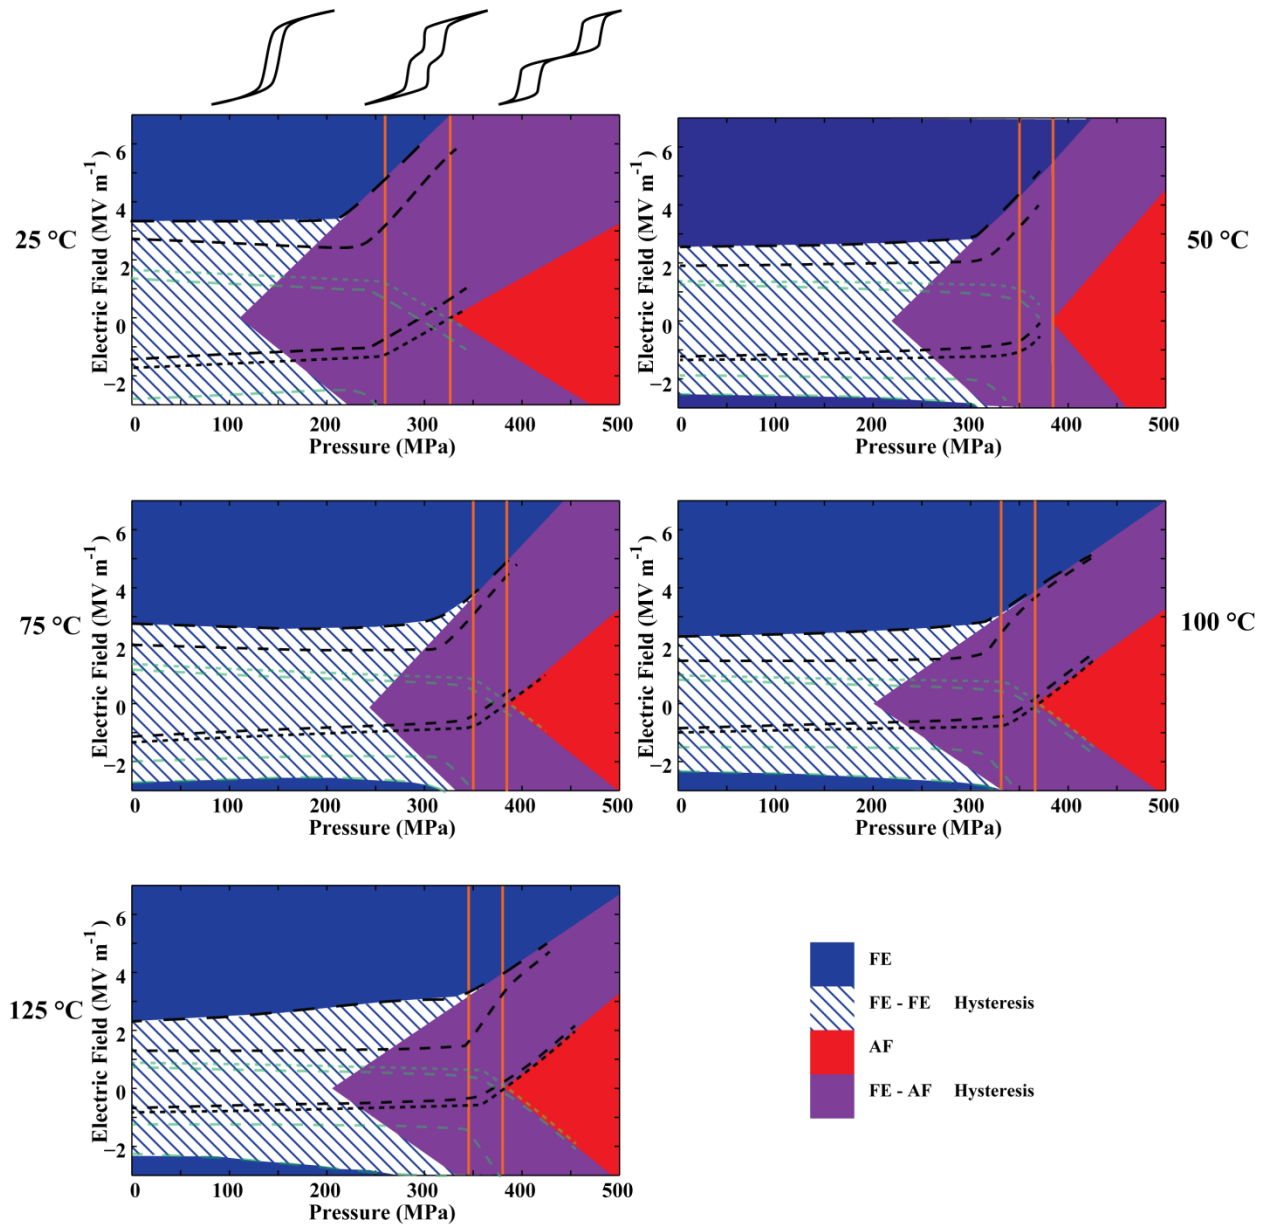 25 °C
Electric Field (MV m⁻¹)
6
4
2
0
−2
0 100 200 300 400 500
Pressure (MPa)
50 °C
Electric Field (MV m⁻¹)
6
4
2
0
−2
0 100 200 300 400 500
Pressure (MPa)
75 °C
Electric Field (MV m⁻¹)
6
4
2
0
−2
0 100 200 300 400 500
Pressure (MPa)
100 °C
Electric Field (MV m⁻¹)
6
4
2
0
−2
0 100 200 300 400 500
Pressure (MPa)
125 °C
Electric Field (MV m⁻¹)
6
4
2
0
−2
0 100 200 300 400 500
Pressure (MPa)
FE
FE - FE Hysteresis
AF
FE - AF Hysteresis